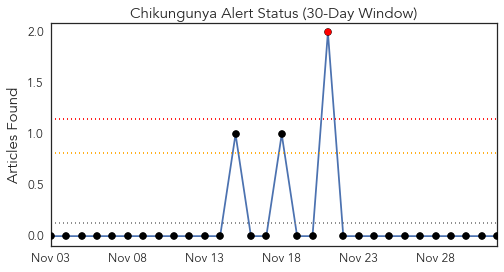 Chikungunya Alert Status (30-Day Window)
Articles Found
2.0
1.5
1.0
0.5
0.0
Nov 03 Nov 08 Nov 13 Nov 18 Nov 23 Nov 28